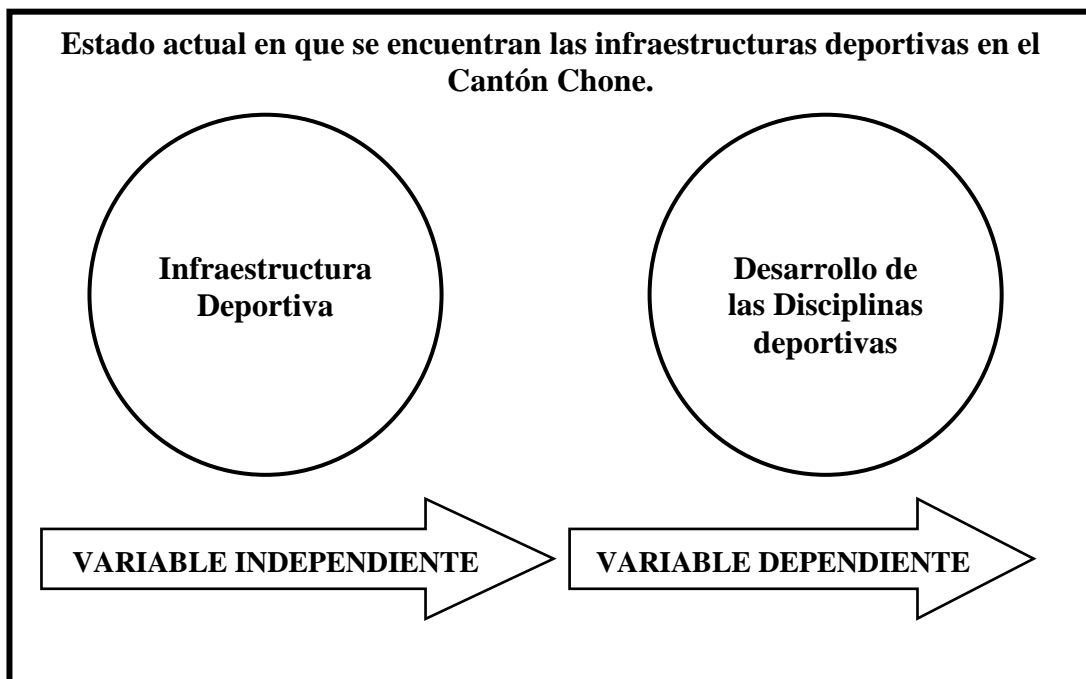 Estado actual en que se encuentran las infraestructuras deportivas en el
Cantón Chone.
Infraestructura
Deportiva
Desarrollo de
las Disciplinas
deportivas
VARIABLE INDEPENDIENTE
VARIABLE DEPENDIENTE